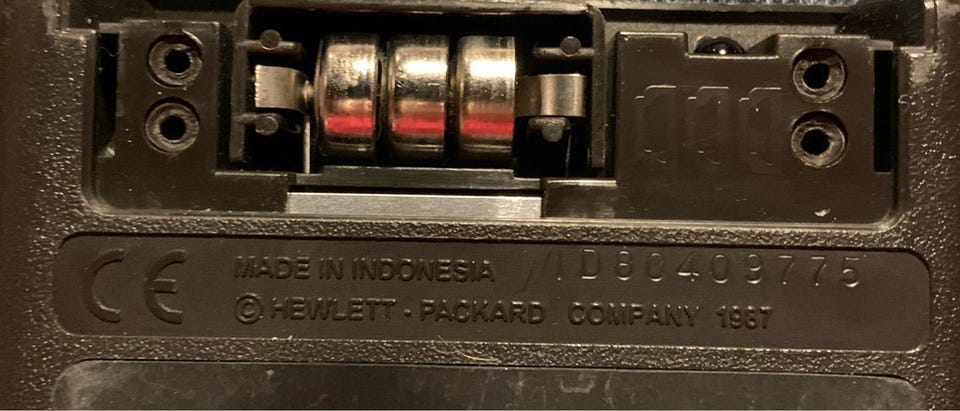 CE
MADE IN INDONESIA ID80409775
© HEWLETT - PACKARD COMPANY 1987